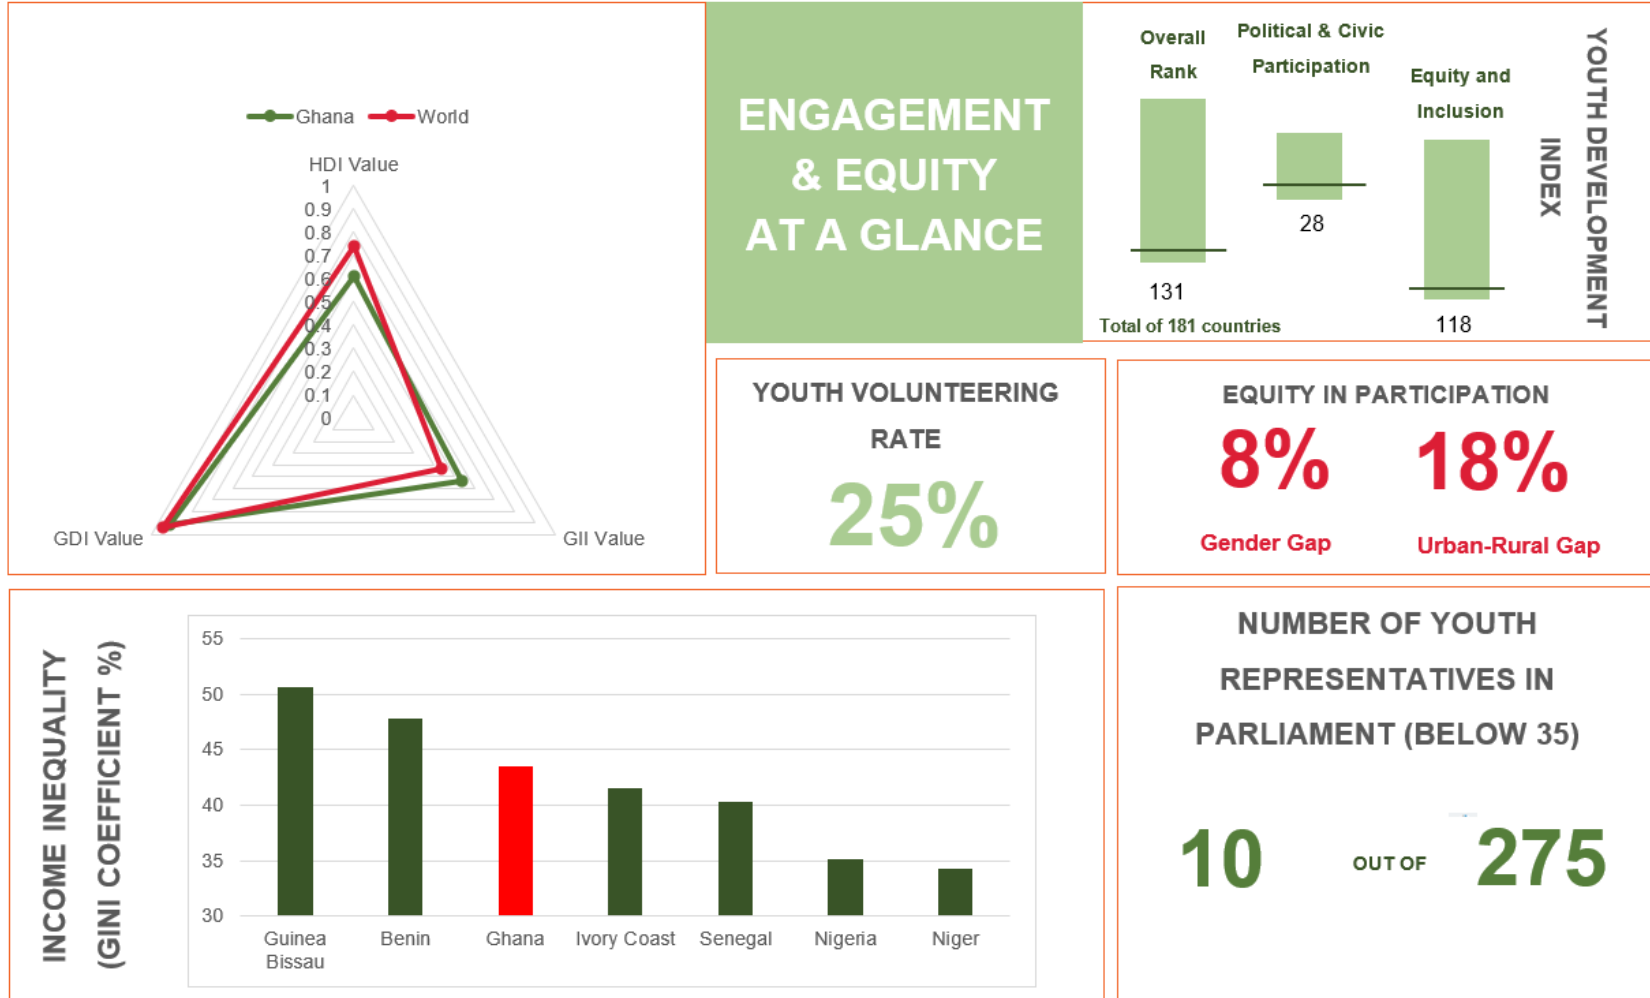 Ghana
World
HDI Value
1
0.9
0.8
0.7
0.6
0.5
0.4
0.3
0.2
0.1
0
GDI Value
GII Value
ENGAGEMENT
& EQUITY
AT A GLANCE
Overall
Rank
Political & Civic
Participation
Equity and
Inclusion
131
28
118
Total of 181 countries
YOUTH DEVELOPMENT
INDEX
YOUTH VOLUNTEERING
RATE
25%
EQUITY IN PARTICIPATION
8%
18%
Gender Gap
Urban-Rural Gap
INCOME INEQUALITY
(GINI COEFFICIENT %)
55
50
45
40
35
30
Guinea
Bissau
Benin
Ghana
Ivory Coast
Senegal
Nigeria
Niger
NUMBER OF YOUTH
REPRESENTATIVES IN
PARLIAMENT (BELOW 35)
10 OUT OF 275